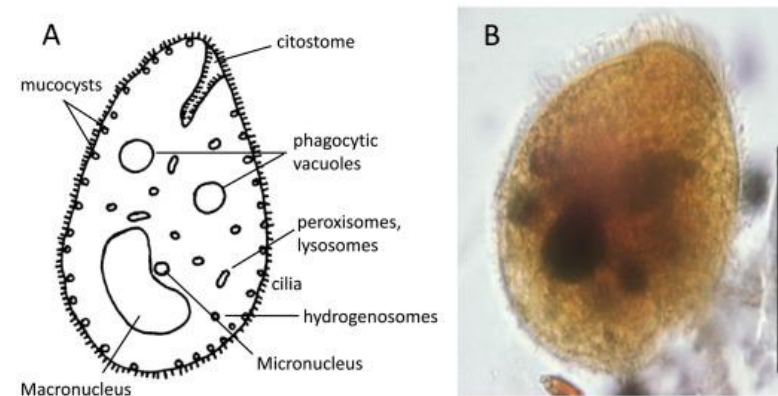 A
B
citostome
mucocysts
phagocytic
vacuoles
peroxisomes,
lysosomes
cilia
hydrogenosomes
Micronucleus
Macronucleus